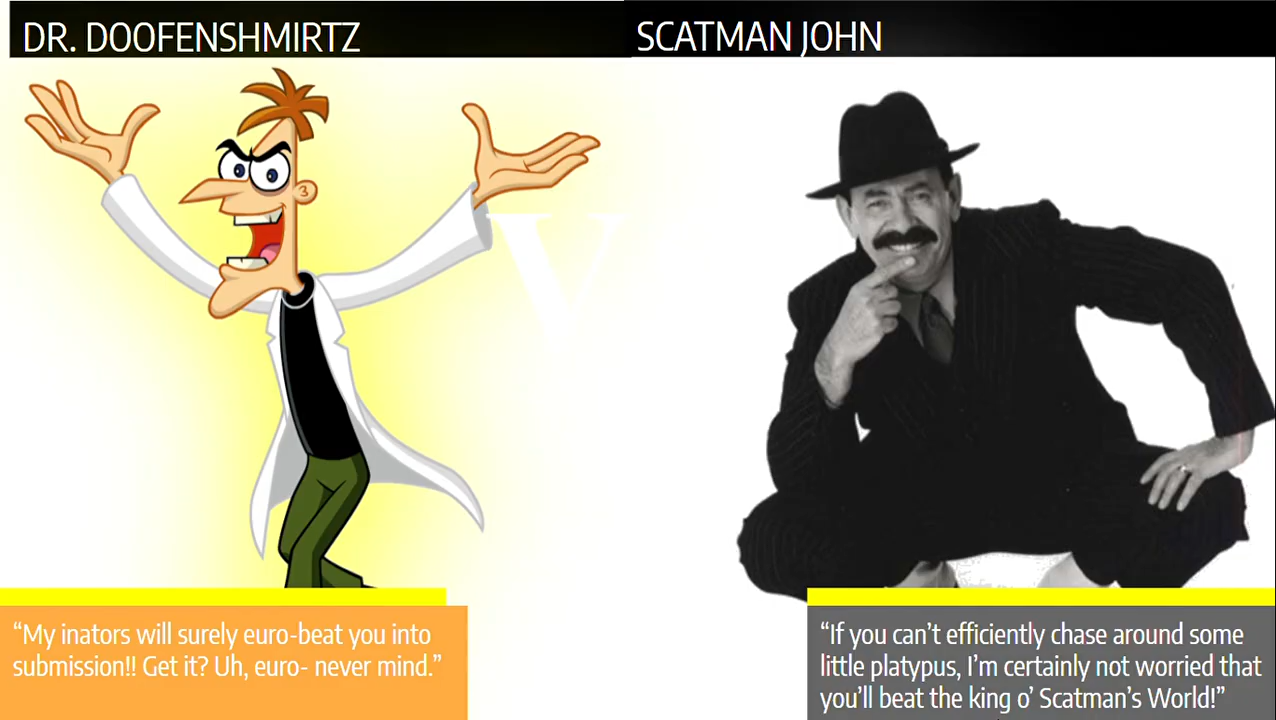 DR. DOOFENSHMIRTZ
SCATMAN JOHN
V
“My inators will surely euro-beat you into
submission!! Get it? Uh, euro- never mind.”
“If you can’t efficiently chase around some
little platypus, I’m certainly not worried that
you’ll beat the king o’ Scatman’s World!”